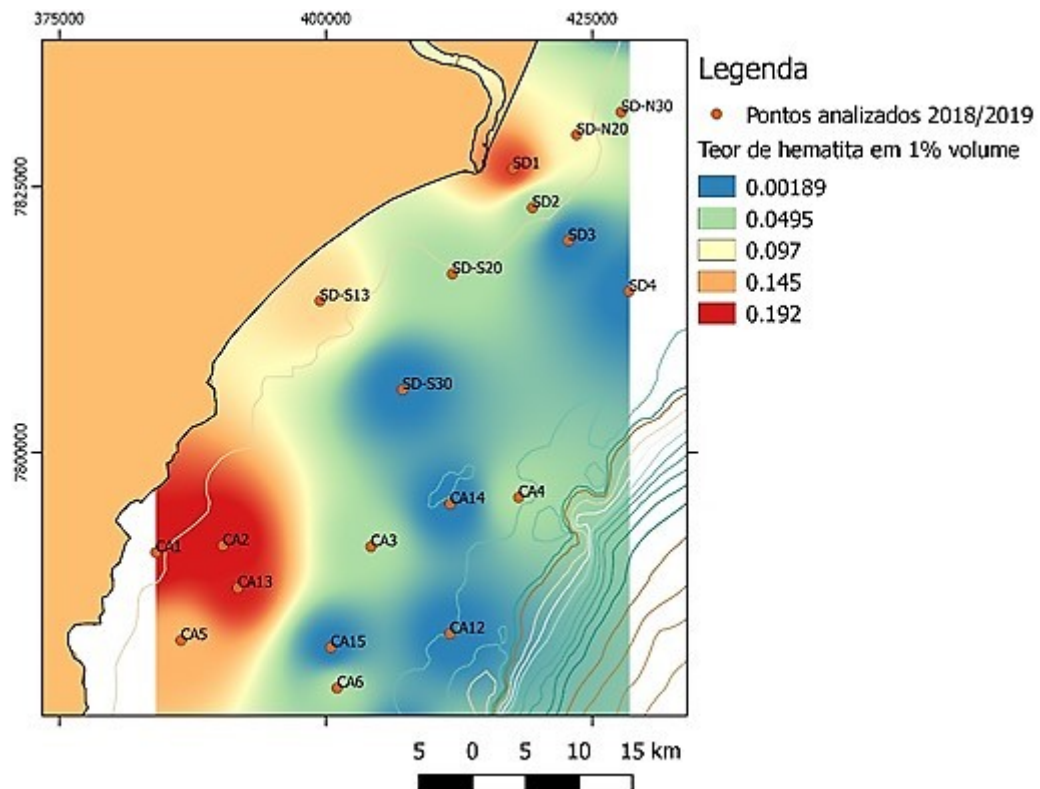 375000
400000
425000
7825000
7800000
SD-N30
SD-N20
SD1
SD2
SD3
SD-S20
SD4
SD-S13
SD-S30
CA14
CA4
CA1
CA2
CA3
CA13
CA5
CA15
CA12
CA6
Legenda
Pontos analizados 2018/2019
Teor de hematita em 1% volume
0.00189
0.0495
0.097
0.145
0.192
5 0 5 10 15 km